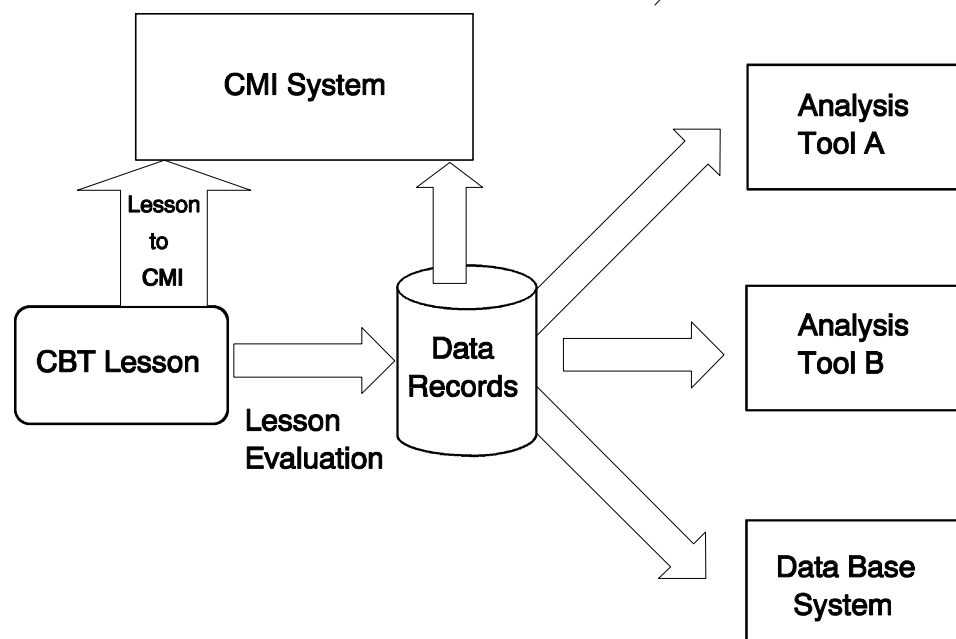 CMI System
Analysis
Tool A
Lesson
to
CMI
CBT Lesson
Data
Records
Analysis
Tool B
Lesson
Evaluation
Data Base
System